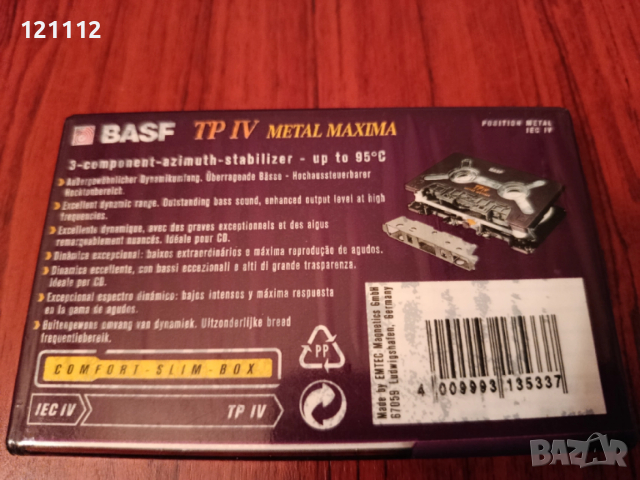 121112
BASF TP IV METAL MAXIMA
POSITION METAL
IEC IV
3-component-azimuth-stabilizer - up to 95°C
Außergewöhnlicher Dynamikumfang. Überragende Bässe - Hochaussteuerbarer
Hochtonbereich.
Excellent dynamic range. Outstanding bass sound, enhanced output level at high
frequencies.
Excellente dynamique, avec des graves exceptionnels et des aigus
remarquablement nuancés. Idéale pour CD.
Dinâmica excepcional: baixos extraordinários e máxima reprodução de agudos.
Dinamica eccellente, con bassi eccezionali e alti di grande trasparenza.
Ideale per CD.
Excepcional espectro dinámico: bajos intensos y máxima respuesta
en la gama de agudos.
Buitengewone omvang van dynamiek. Uitzonderlijke breed
frequentiebereik.
COMFORT-SLIM-BOX
IEC IV TP IV
PP
Made by EMTEC Magnetics GmbH
67059 Ludwigshafen, Germany
4 009993 135337
BAZAR